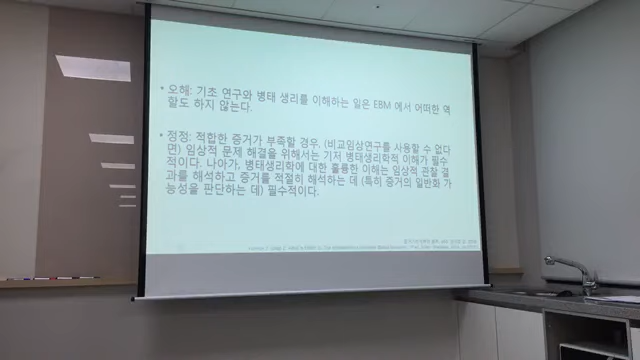 • 오해: 기초 연구와 병태 생리를 이해하는 일은 EBM 에서 어떠한 역
할도 하지 않는다.
• 정정: 적합한 증거가 부족할 경우, (비교임상연구를 사용할 수 없다
면) 임상적 문제 해결을 위해서는 기저 병태생리학적 이해가 필수
적이다. 나아가, 병태생리학에 대한 훌륭한 이해는 임상적 관찰 결
과를 해석하고 증거를 적절히 해석하는 데 (특히 증거의 일반화 가
능성을 판단하는 데) 필수적이다.